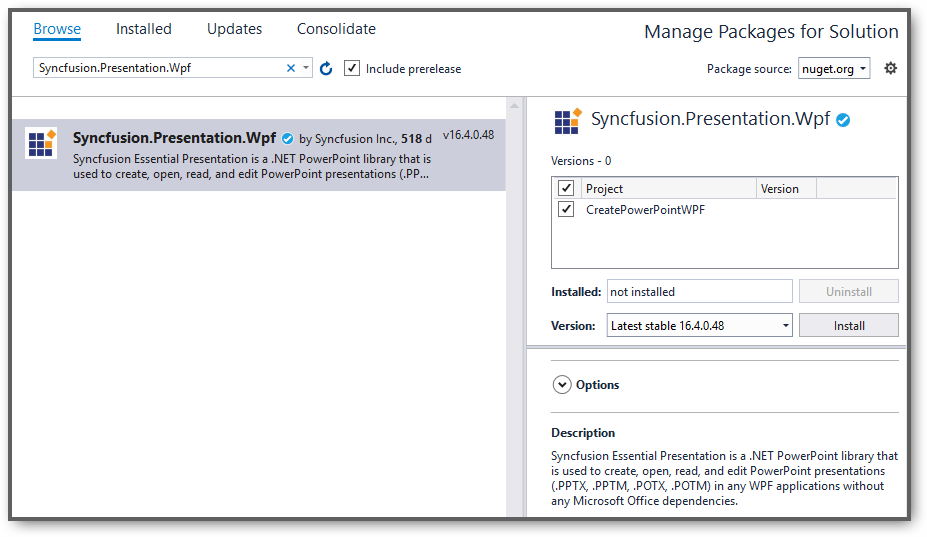 Browse Installed Updates Consolidate
Manage Packages for Solution
Syncfusion.Presentation.Wpf
Include prerelease
Package source: nuget.org
Syncfusion.Presentation.Wpf by Syncfusion Inc., 518 d v16.4.0.48
Syncfusion Essential Presentation is a .NET PowerPoint library that is
used to create, open, read, and edit PowerPoint presentations (.PP...
Syncfusion.Presentation.Wpf
Versions - 0
Project Version
CreatePowerPointWPF
Installed: not installed Uninstall
Version: Latest stable 16.4.0.48 Install
Options
Description
Syncfusion Essential Presentation is a .NET PowerPoint library that
is used to create, open, read, and edit PowerPoint presentations
(.PPTX, .PPTM, .POTX, .POTM) in any WPF applications without
any Microsoft Office dependencies.